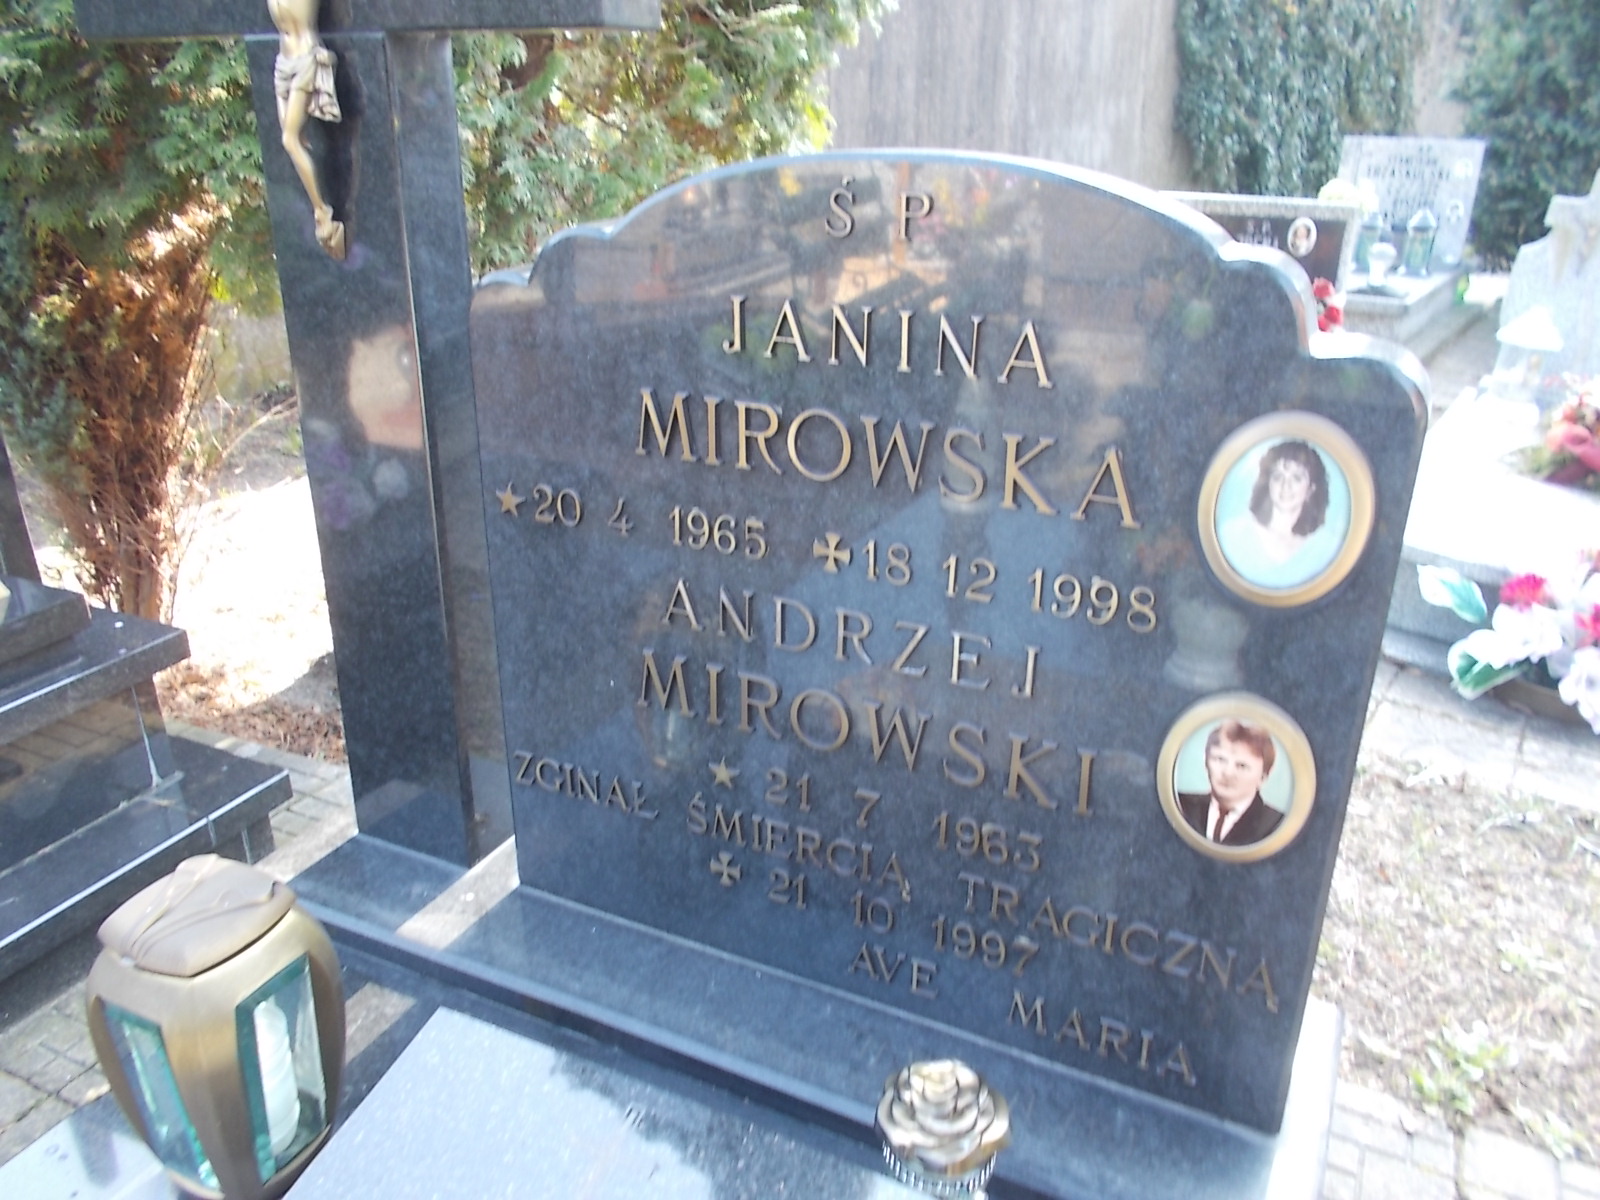 Ś P
JANINA
MIROWSKA
20 4 1965 18 12 1998
ANDRZEJ
MIROWSKI
21 7 1963
ZGINAŁ ŚMIERCIĄ TRAGICZNĄ
21 10 1997
AVE MARIA